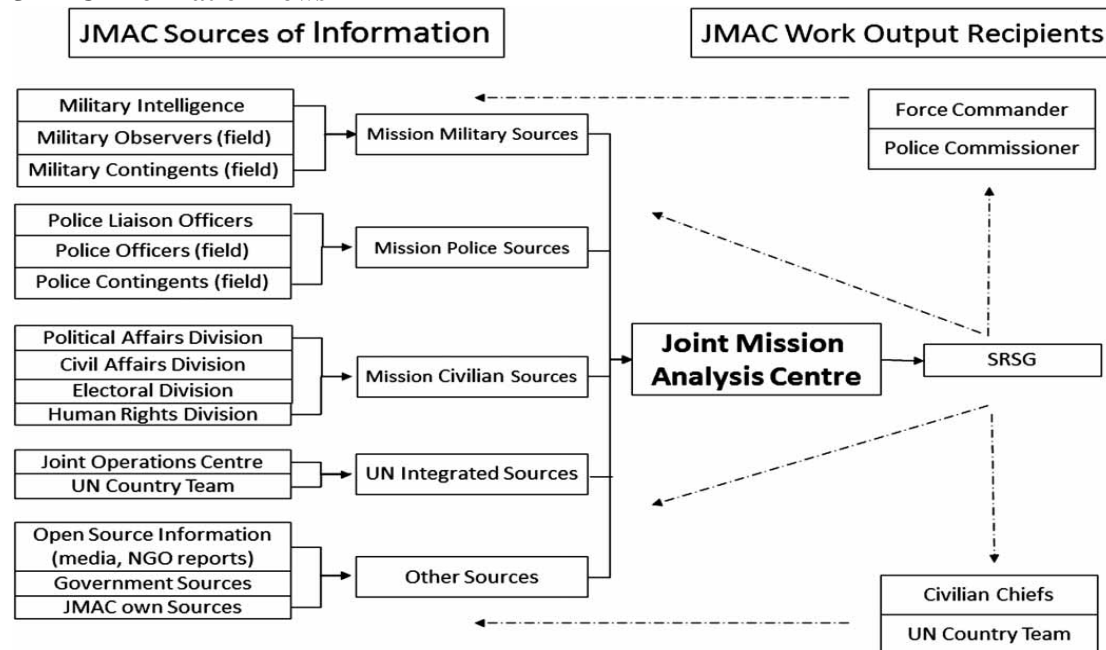 JMAC Sources of Information
JMAC Work Output Recipients
Military Intelligence
Military Observers (field)
Military Contingents (field)
Mission Military Sources
Force Commander
Police Commissioner
Police Liaison Officers
Police Officers (field)
Police Contingents (field)
Mission Police Sources
Political Affairs Division
Civil Affairs Division
Electoral Division
Human Rights Division
Mission Civilian Sources
Joint Mission
Analysis Centre
SRSG
Joint Operations Centre
UN Country Team
UN Integrated Sources
Open Source Information
(media, NGO reports)
Government Sources
JMAC own Sources
Other Sources
Civilian Chiefs
UN Country Team